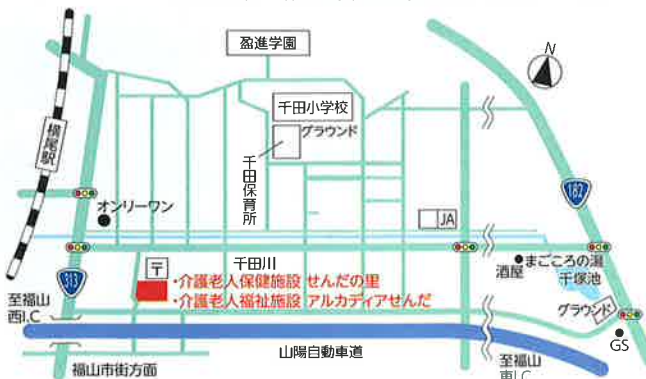 盈進学園
N
千田小学校
グラウンド
横尾駅
千田保育所
182
オンリーワン
JA
千田川
酒屋
まごころの湯
千塚池
〒
・介護老人保健施設 せんだの里
・介護老人福祉施設 アルカディアせんだ
313
至福山
西I.C
グラウンド
GS
山陽自動車道
至福山
東I.C
福山市街方面